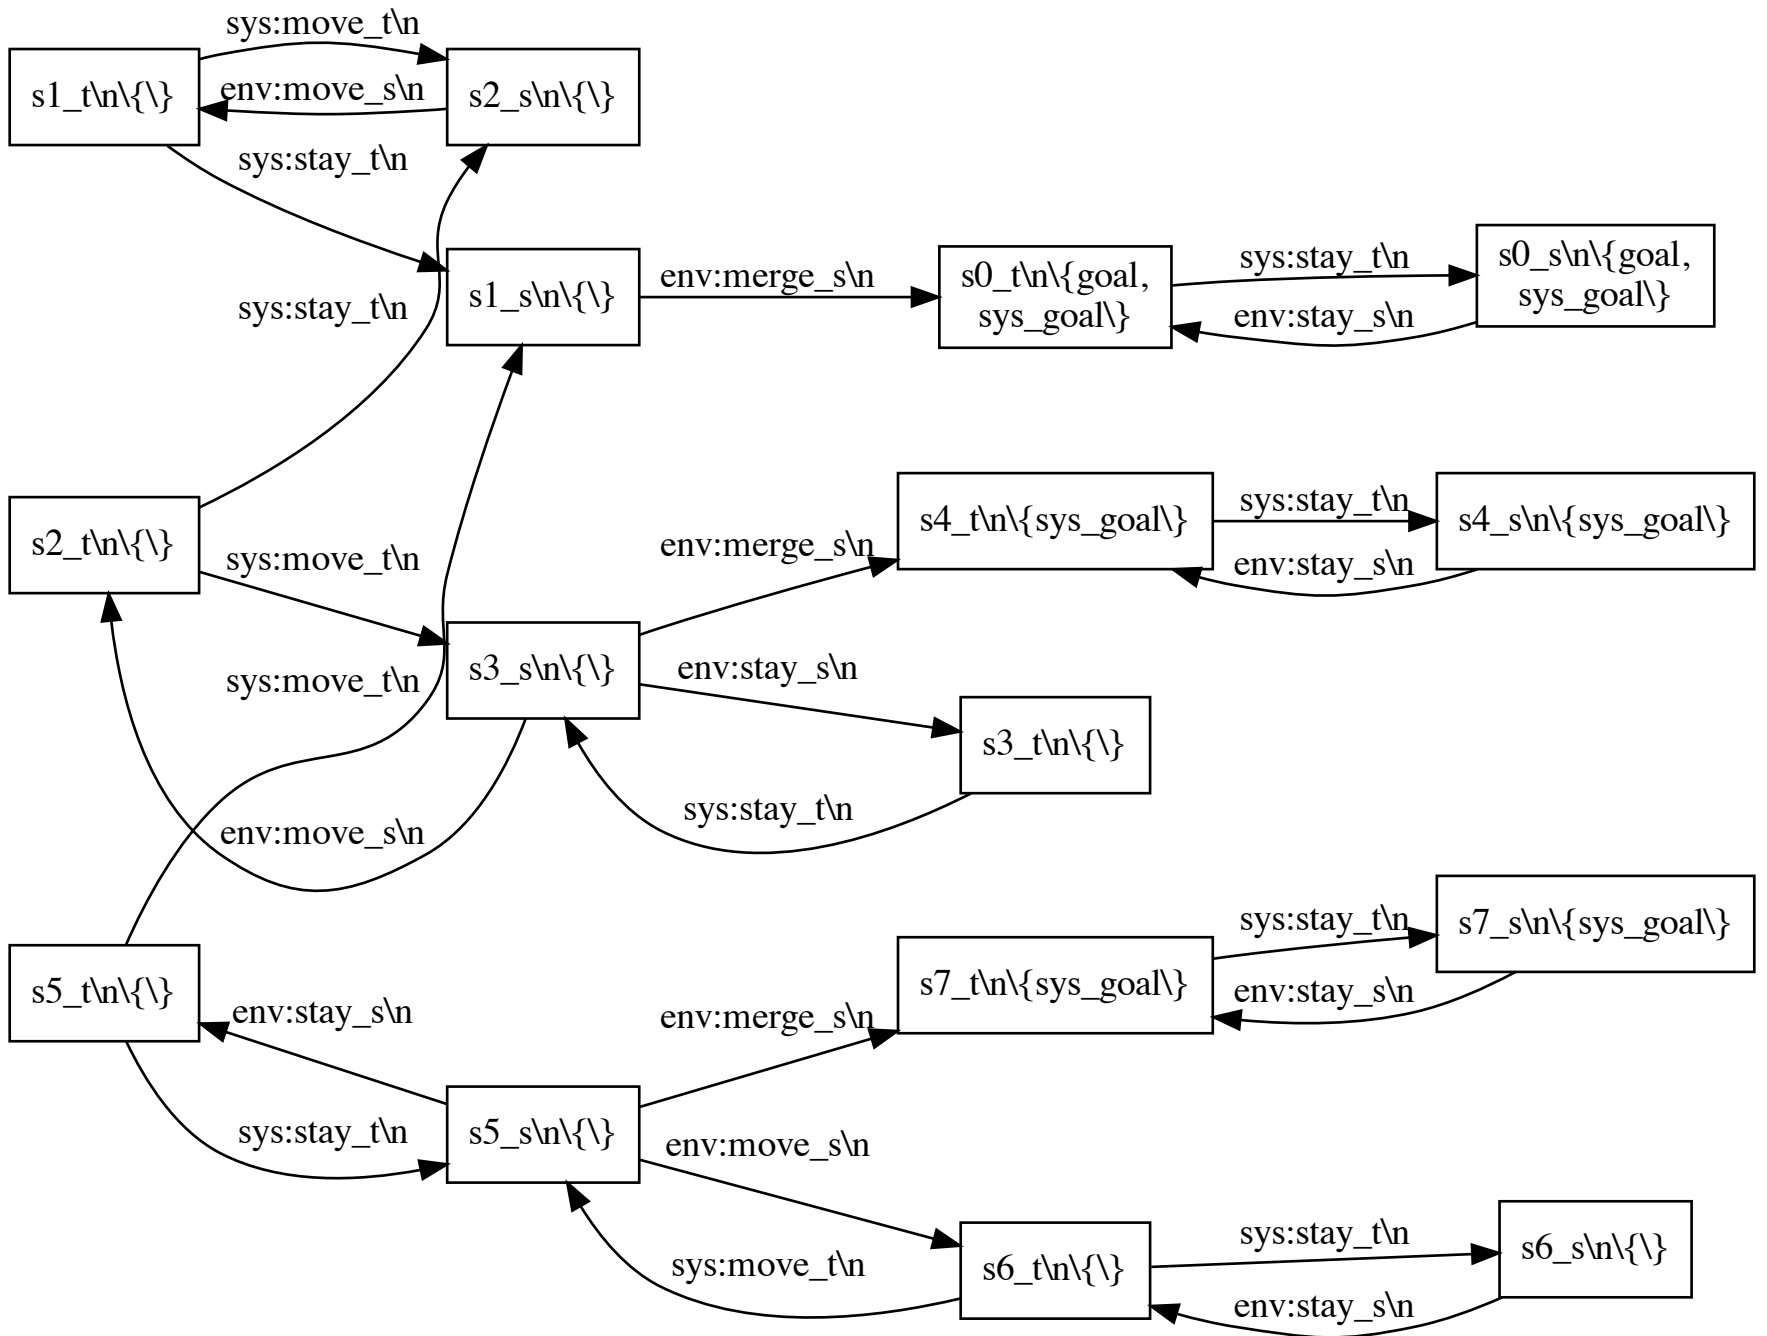 sys:move_t\n
s1_t\n\{\}
env:move_s\n
s2_s\n\{\}
sys:stay_t\n
sys:stay_t\n
s1_s\n\{\}
env:merge_s\n
s0_t\n\{goal,
sys_goal\}
sys:stay_t\n
env:stay_s\n
s0_s\n\{goal,
sys_goal\}
s2_t\n\{\}
sys:move_t\n
env:merge_s\n
s4_t\n\{sys_goal\}
sys:stay_t\n
env:stay_s\n
s4_s\n\{sys_goal\}
sys:move_t\n
s3_s\n\{\}
env:stay_s\n
s3_t\n\{\}
sys:stay_t\n
env:move_s\n
s5_t\n\{\}
env:stay_s\n
sys:stay_t\n
s5_s\n\{\}
env:merge_s\n
s7_t\n\{sys_goal\}
sys:stay_t\n
env:stay_s\n
s7_s\n\{sys_goal\}
env:move_s\n
sys:move_t\n
s6_t\n\{\}
sys:stay_t\n
env:stay_s\n
s6_s\n\{\}